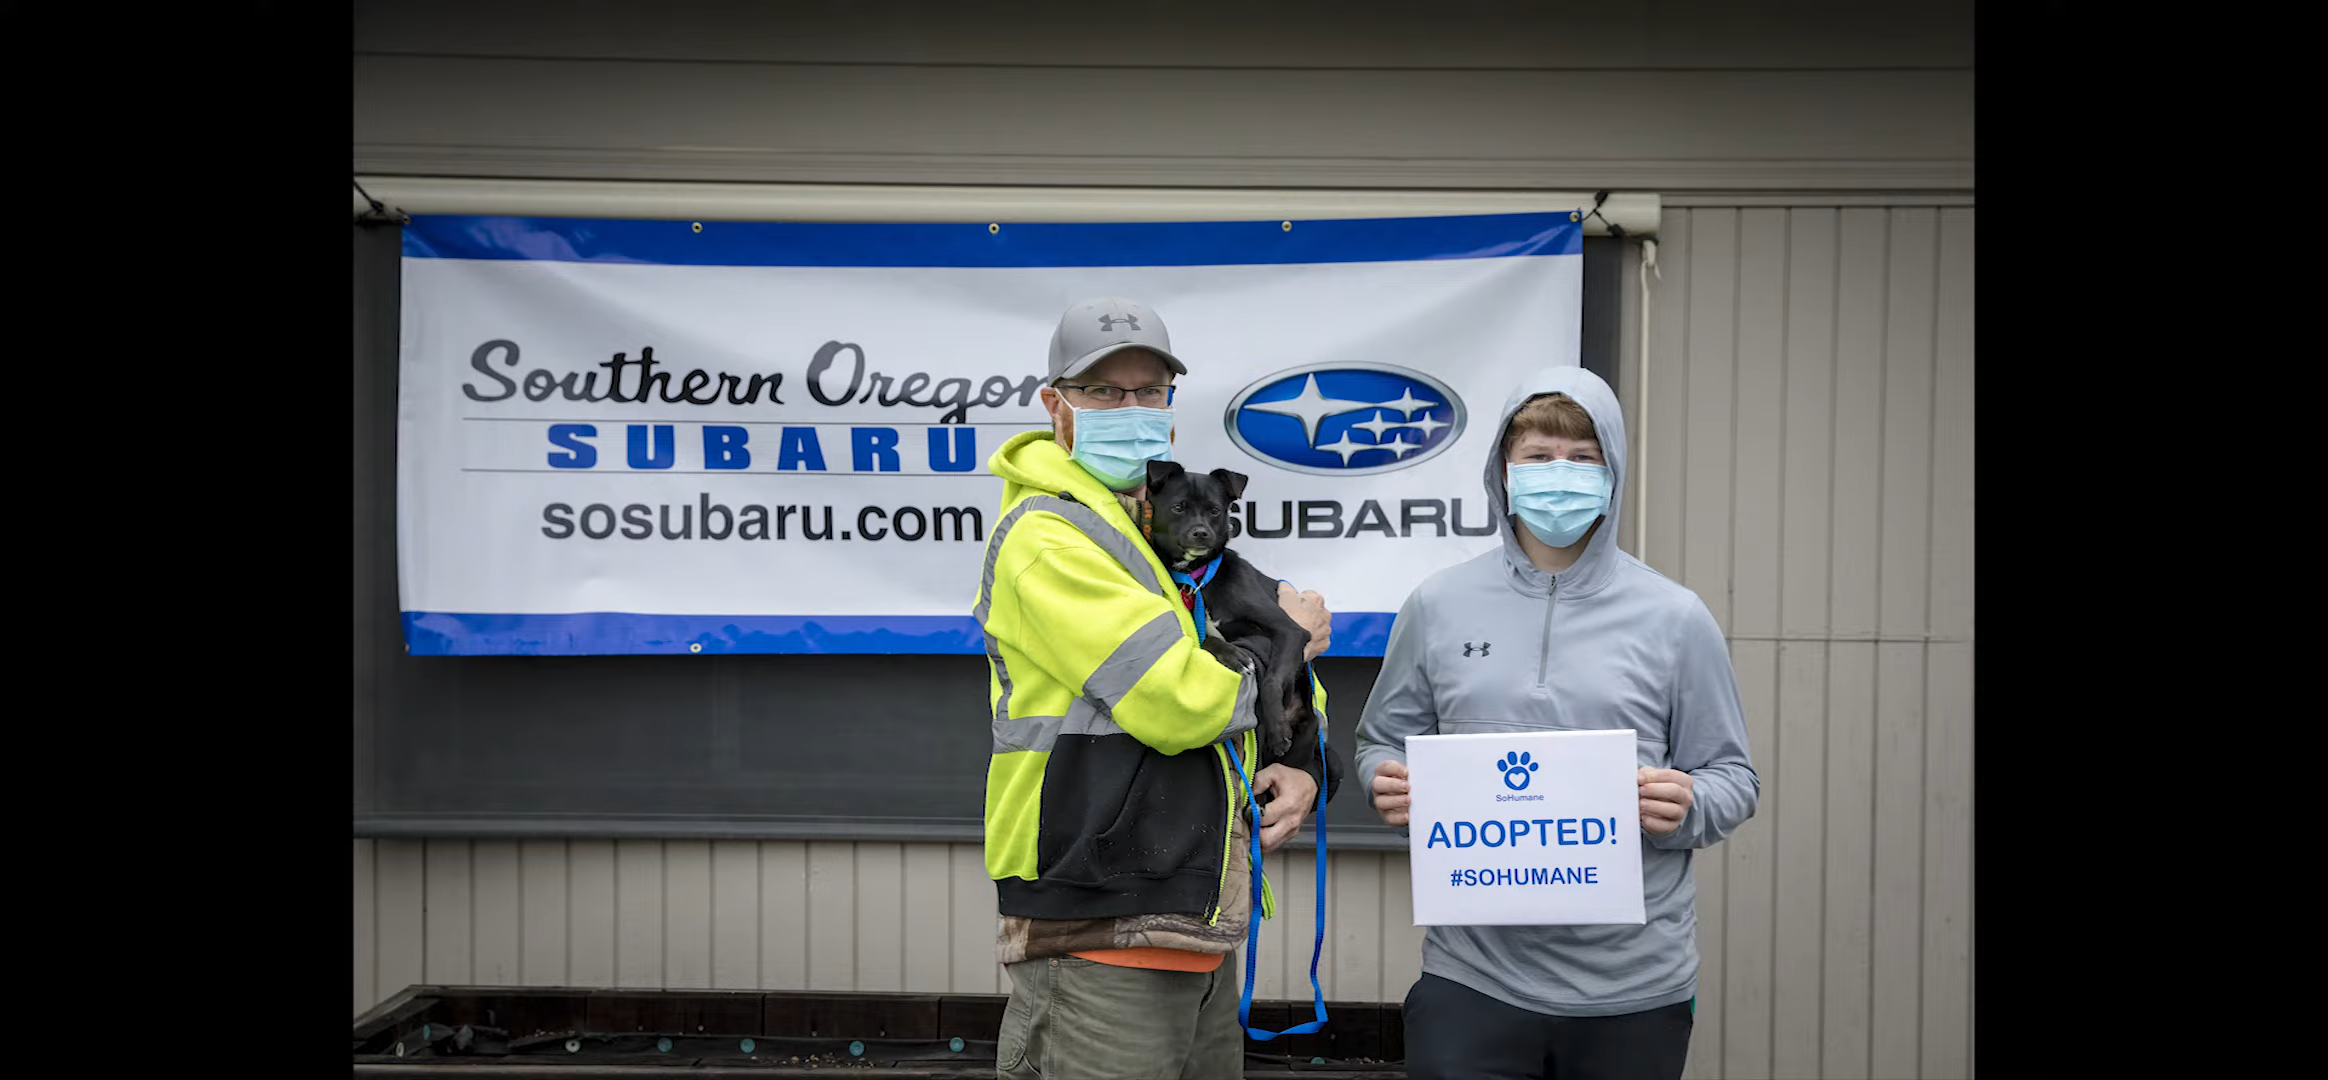 Southern Oregon
SUBARU
sosubaru.com
SUBARU
SoHumane
ADOPTED!
#SOHUMANE